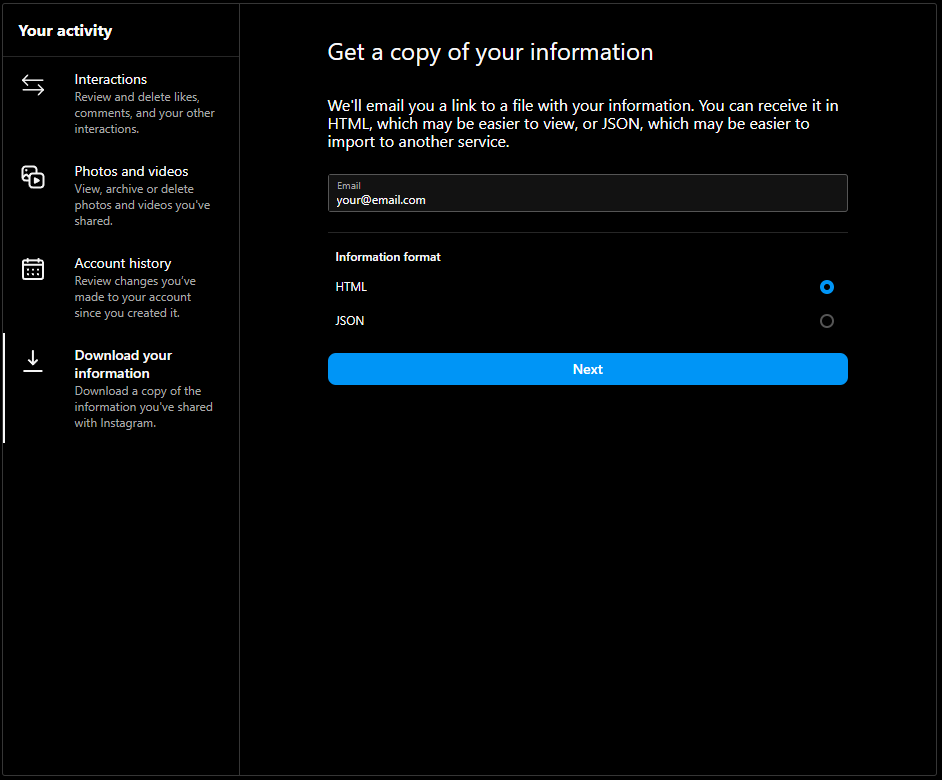 Your activity
Interactions
Review and delete likes,
comments, and your other
interactions.
Photos and videos
View, archive or delete
photos and videos you've
shared.
Account history
Review changes you've
made to your account
since you created it.
Download your
information
Download a copy of the
information you've shared
with Instagram.
Get a copy of your information
We'll email you a link to a file with your information. You can receive it in
HTML, which may be easier to view, or JSON, which may be easier to
import to another service.
Email
your@email.com
Information format
HTML
JSON
Next